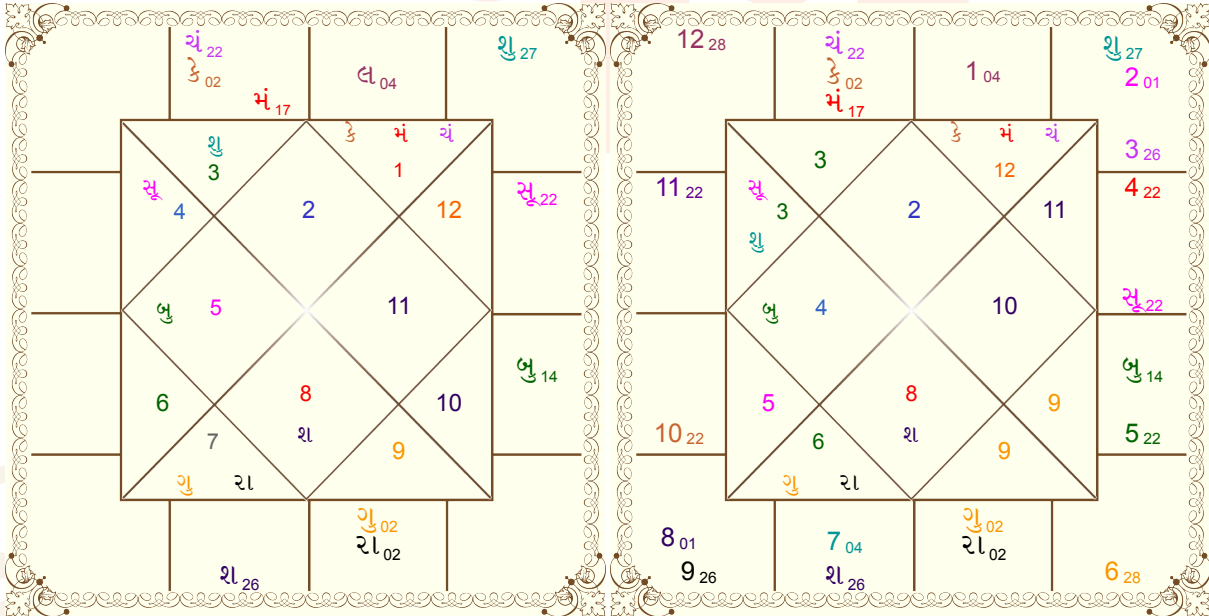 ચં 22
કે 02
મં 17
લ 04
શુ 27
શુ
3
કે મં ચં
1
સૂ
4
2
12
સૂ 22
બુ 5
11
6
8
શ
10
બુ 14
7
ગુ રા
9
ગુ 02
રા 02
શ 26
12 28
ચં 22
કે 02
મં 17
1 04
શુ 27
2 01
3
કે મં ચં
12
3 26
11 22
સૂ
3
શુ
2
11
4 22
બુ 4
10
સૂ 22
5
8
શ
9
બુ 14
10 22
6
ગુ રા
9
5 22
8 01
9 26
7 04
શ 26
ગુ 02
રા 02
6 28